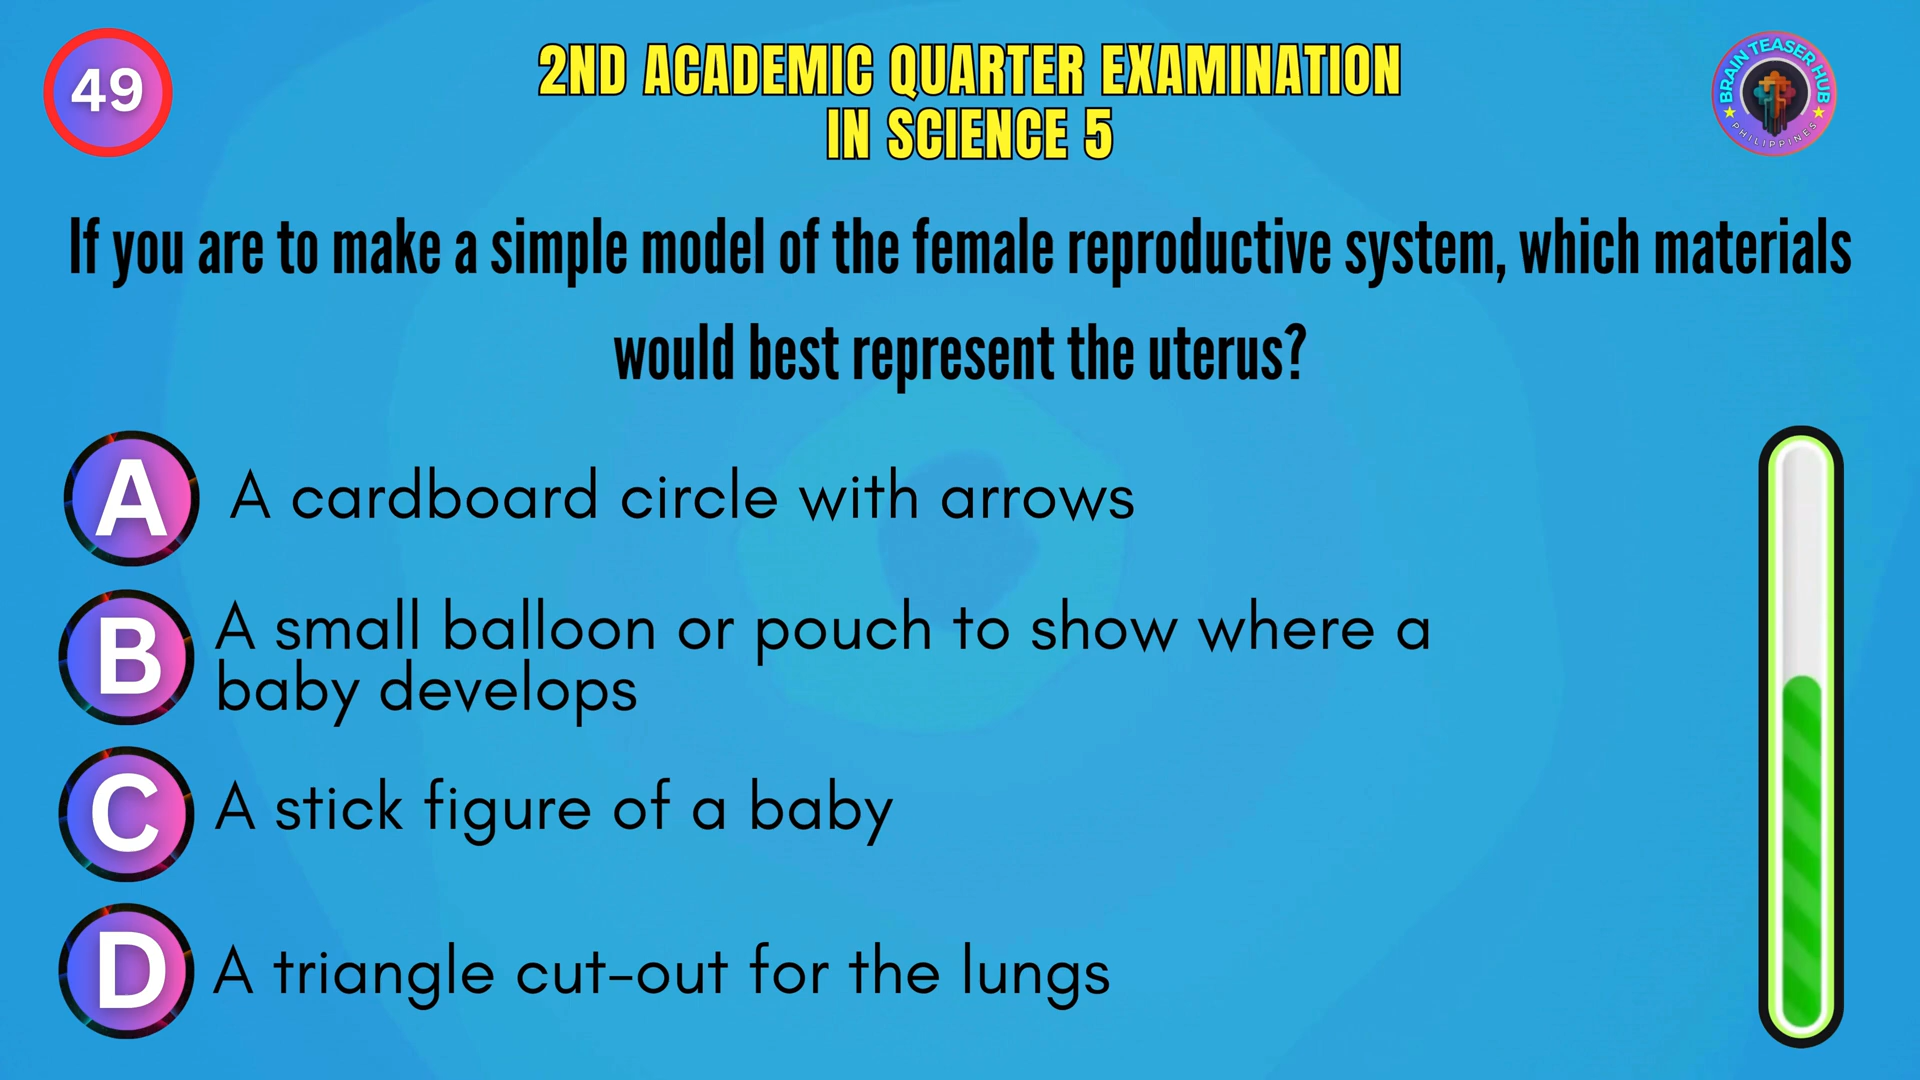 49
2ND ACADEMIC QUARTER EXAMINATION
IN SCIENCE 5
BRAIN TEASER HUB
PHILIPPINES
If you are to make a simple model of the female reproductive system, which materials
would best represent the uterus?
A A cardboard circle with arrows
B A small balloon or pouch to show where a
baby develops
C A stick figure of a baby
D A triangle cut-out for the lungs